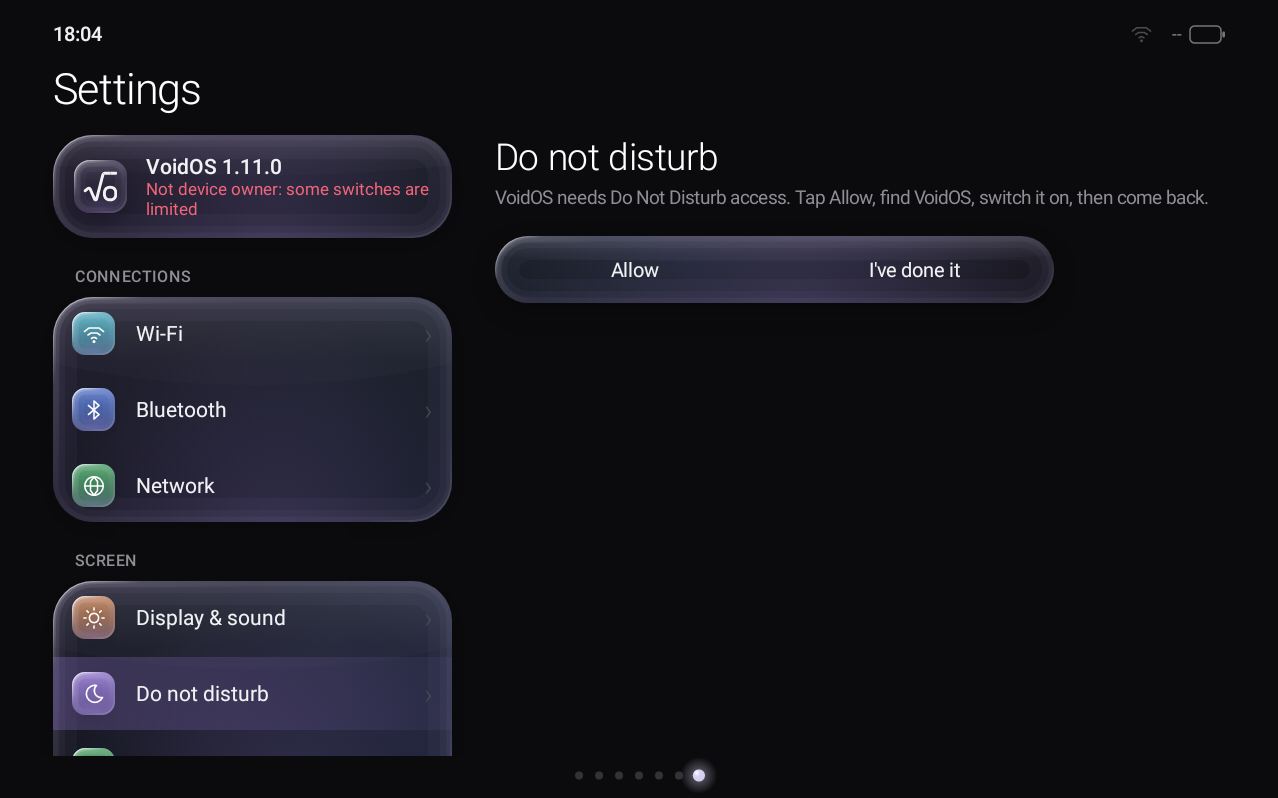 18:04
--
Settings
VoidOS 1.11.0
Not device owner: some switches are
limited
CONNECTIONS
Wi-Fi
Bluetooth
Network
SCREEN
Display & sound
Do not disturb
Do not disturb
VoidOS needs Do Not Disturb access. Tap Allow, find VoidOS, switch it on, then come back.
Allow
I've done it